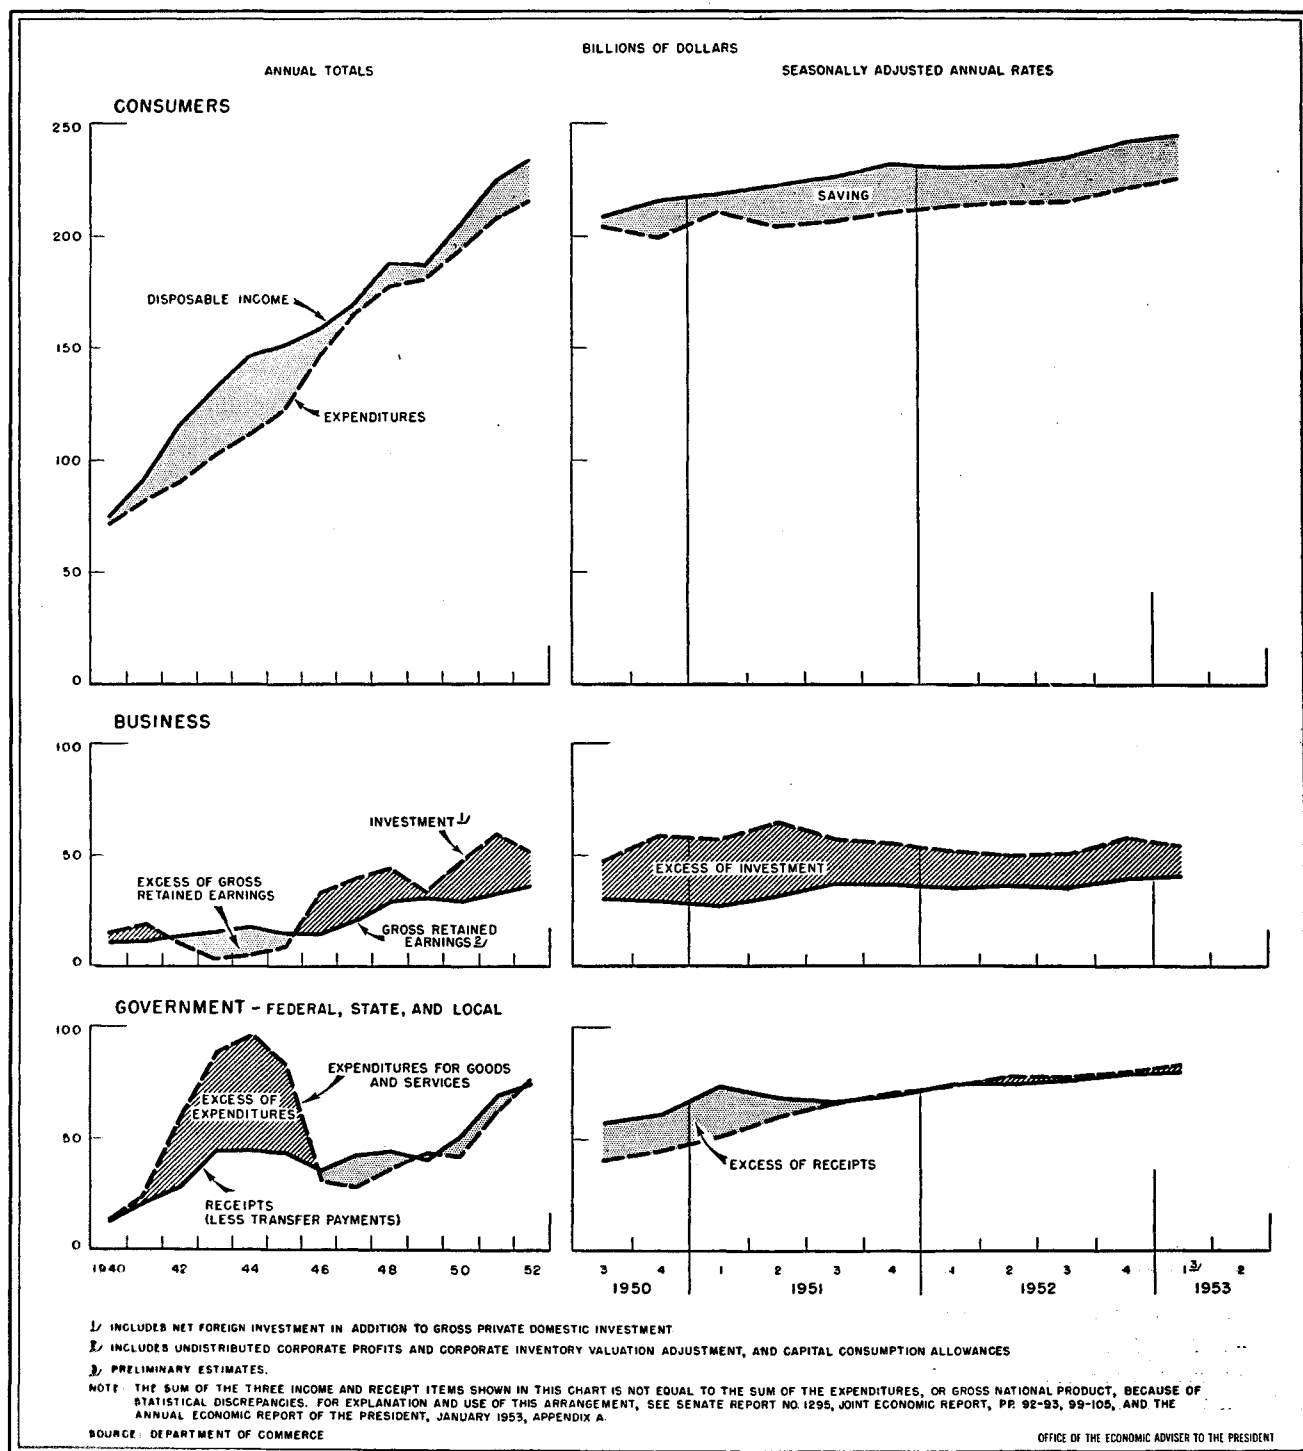 BILLIONS OF DOLLARS
ANNUAL TOTALS
SEASONALLY ADJUSTED ANNUAL RATES
CONSUMERS
250
200
150
100
50
0
DISPOSABLE INCOME
EXPENDITURES
SAVING
BUSINESS
100
50
0
INVESTMENT 1/
EXCESS OF GROSS
RETAINED EARNINGS
GROSS RETAINED
EARNINGS 2/
EXCESS OF INVESTMENT
GOVERNMENT - FEDERAL, STATE, AND LOCAL
100
50
0
EXPENDITURES FOR GOODS
AND SERVICES
EXCESS OF
EXPENDITURES
RECEIPTS
(LESS TRANSFER PAYMENTS)
EXCESS OF RECEIPTS
1940 42 44 46 48 50 52
3 4 1 2 3 4 1 2 3 4 1 3/ 2
1950 1951 1952 1953
1/ INCLUDES NET FOREIGN INVESTMENT IN ADDITION TO GROSS PRIVATE DOMESTIC INVESTMENT
2/ INCLUDES UNDISTRIBUTED CORPORATE PROFITS AND CORPORATE INVENTORY VALUATION ADJUSTMENT, AND CAPITAL CONSUMPTION ALLOWANCES
3/ PRELIMINARY ESTIMATES.
NOTE: THE SUM OF THE THREE INCOME AND RECEIPT ITEMS SHOWN IN THIS CHART IS NOT EQUAL TO THE SUM OF THE EXPENDITURES, OR GROSS NATIONAL PRODUCT, BECAUSE OF
STATISTICAL DISCREPANCIES. FOR EXPLANATION AND USE OF THIS ARRANGEMENT, SEE SENATE REPORT NO. 1295, JOINT ECONOMIC REPORT, PP. 92-93, 99-105, AND THE
ANNUAL ECONOMIC REPORT OF THE PRESIDENT, JANUARY 1953, APPENDIX A.
SOURCE: DEPARTMENT OF COMMERCE
OFFICE OF THE ECONOMIC ADVISER TO THE PRESIDENT